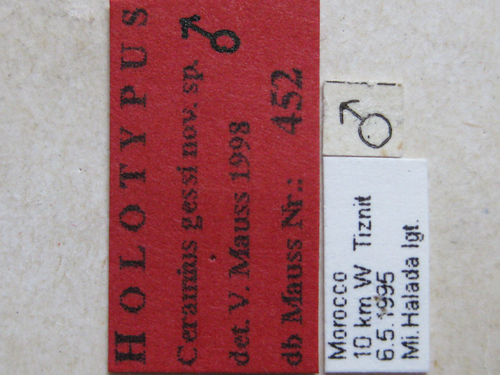 HOLOTYPUS
Ceramius gessi nov. sp. ♂
det. V. Mauss 1998
db Mauss Nr.: 452
♂
Morocco
10 km W Tiznit
6.5.1995
Mi.Halada lgt.